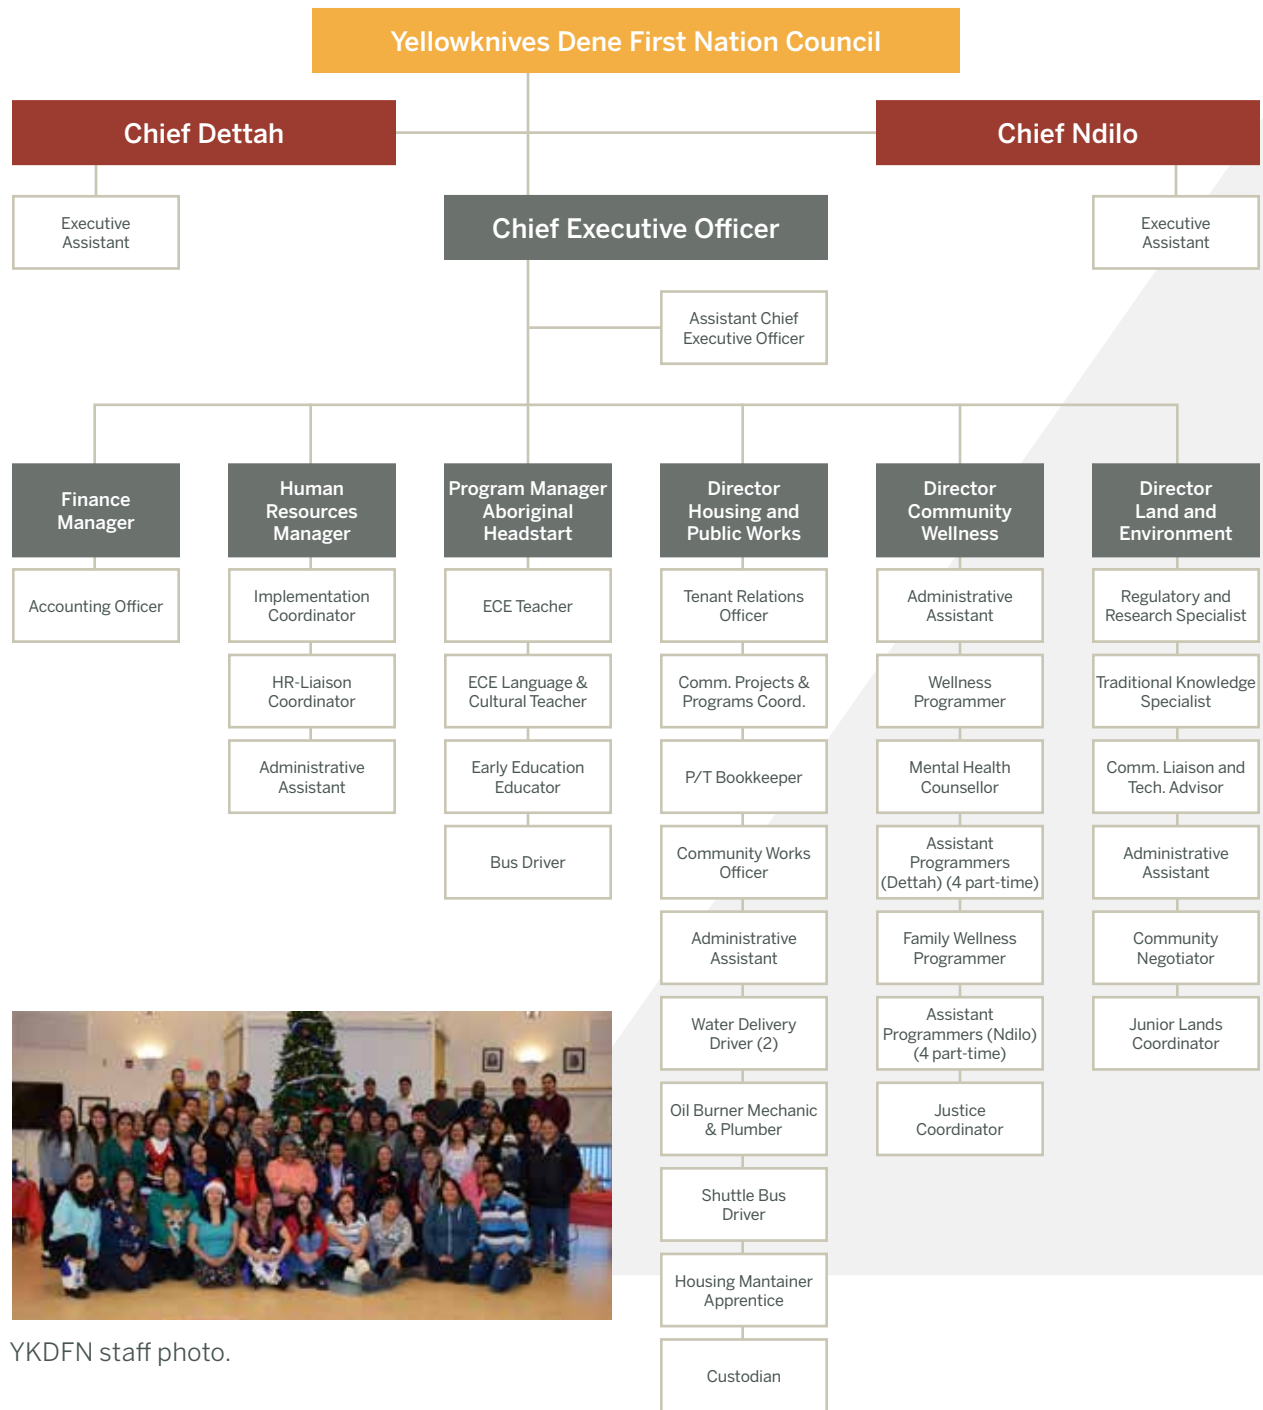 Yellowknives Dene First Nation Council
Chief Dettah
Chief Ndilo
Executive
Assistant
Chief Executive Officer
Executive
Assistant
Assistant Chief
Executive Officer
Finance
Manager
Accounting Officer
Human
Resources
Manager
Implementation
Coordinator
HR-Liaison
Coordinator
Administrative
Assistant
Program Manager
Aboriginal
Headstart
ECE Teacher
ECE Language &
Cultural Teacher
Early Education
Educator
Bus Driver
Director
Housing and
Public Works
Tenant Relations
Officer
Comm. Projects &
Programs Coord.
P/T Bookkeeper
Community Works
Officer
Administrative
Assistant
Water Delivery
Driver (2)
Oil Burner Mechanic
& Plumber
Shuttle Bus
Driver
Housing Mantainer
Apprentice
Custodian
Director
Community
Wellness
Administrative
Assistant
Wellness
Programmer
Mental Health
Counsellor
Assistant
Programmers
(Dettah) (4 part-time)
Family Wellness
Programmer
Assistant
Programmers (Ndilo)
(4 part-time)
Justice
Coordinator
Director
Land and
Environment
Regulatory and
Research Specialist
Traditional Knowledge
Specialist
Comm. Liaison and
Tech. Advisor
Administrative
Assistant
Community
Negotiator
Junior Lands
Coordinator
YKDFN staff photo.